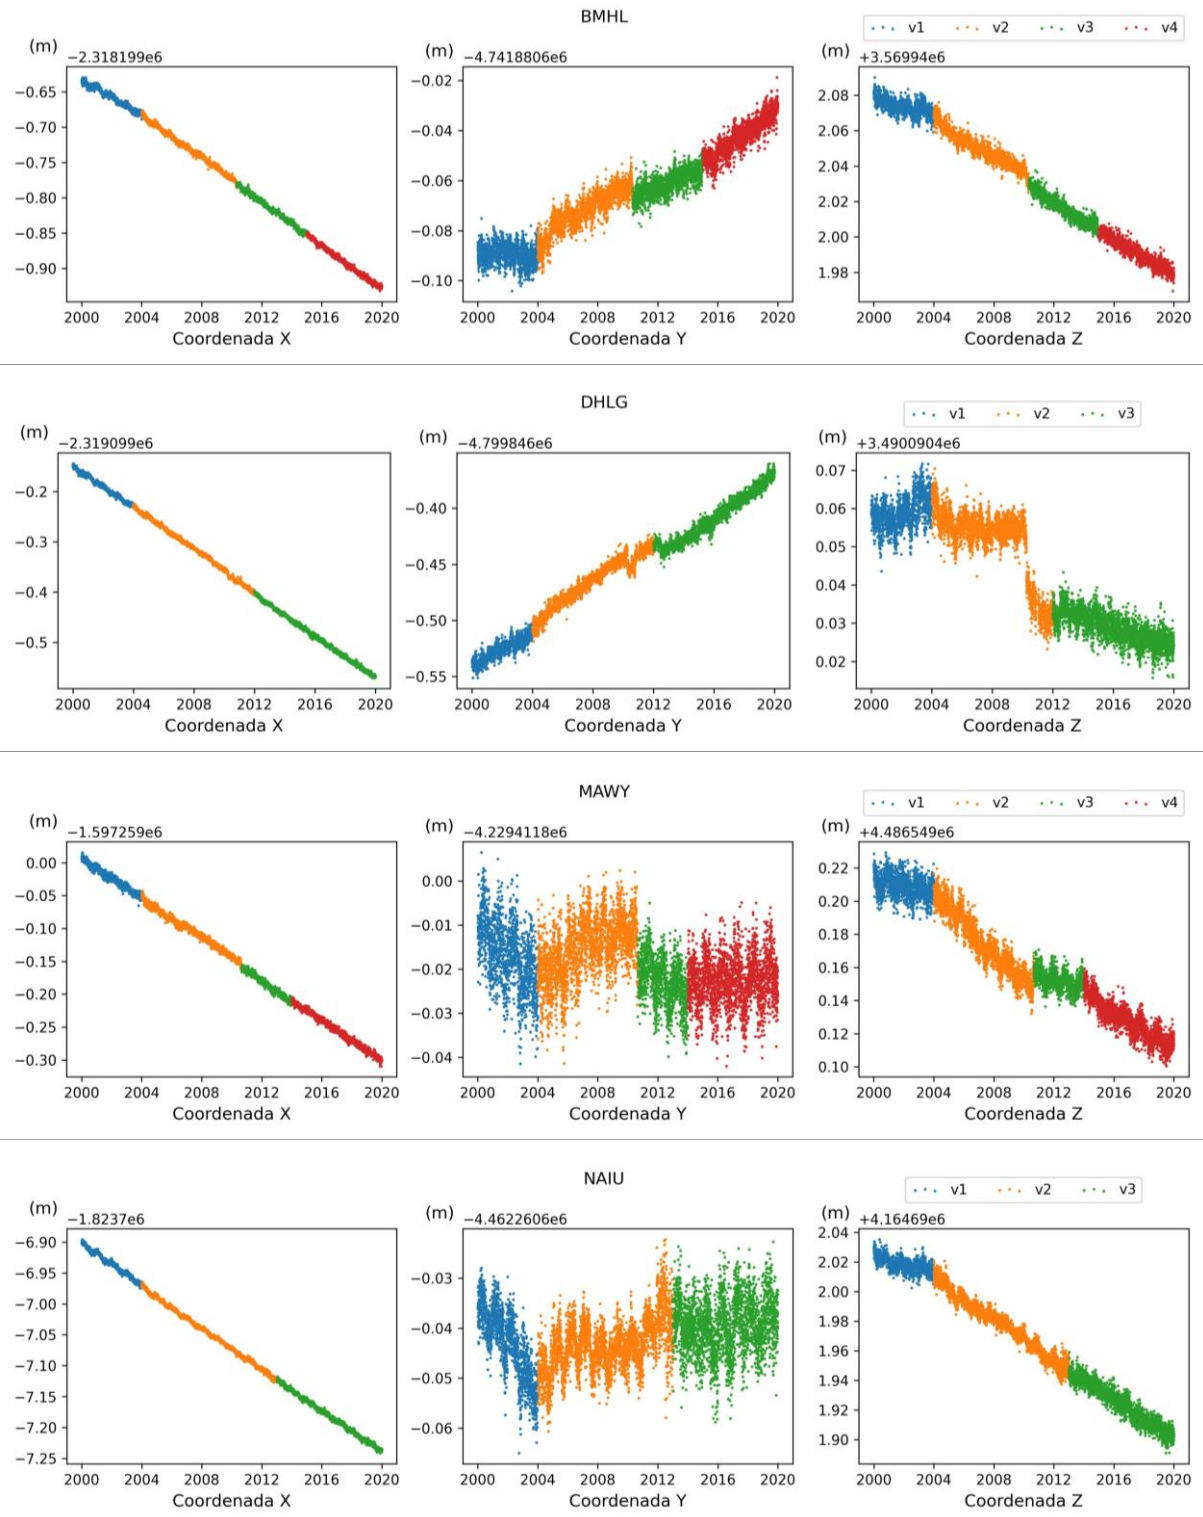 BMHL
v1 v2 v3 v4
(m) −2.318199e6
−0.65
−0.70
−0.75
−0.80
−0.85
−0.90
2000 2004 2008 2012 2016 2020
Coordenada X
(m) −4.7418806e6
−0.02
−0.04
−0.06
−0.08
−0.10
2000 2004 2008 2012 2016 2020
Coordenada Y
(m) +3.56994e6
2.08
2.06
2.04
2.02
2.00
1.98
2000 2004 2008 2012 2016 2020
Coordenada Z
DHLG
v1 v2 v3
(m) −2.319099e6
−0.2
−0.3
−0.4
−0.5
2000 2004 2008 2012 2016 2020
Coordenada X
(m) −4.799846e6
−0.40
−0.45
−0.50
−0.55
2000 2004 2008 2012 2016 2020
Coordenada Y
(m) +3.4900904e6
0.07
0.06
0.05
0.04
0.03
0.02
2000 2004 2008 2012 2016 2020
Coordenada Z
MAWY
v1 v2 v3 v4
(m) −1.597259e6
0.00
−0.05
−0.10
−0.15
−0.20
−0.25
−0.30
2000 2004 2008 2012 2016 2020
Coordenada X
(m) −4.2294118e6
0.00
−0.01
−0.02
−0.03
−0.04
2000 2004 2008 2012 2016 2020
Coordenada Y
(m) +4.486549e6
0.22
0.20
0.18
0.16
0.14
0.12
0.10
2000 2004 2008 2012 2016 2020
Coordenada Z
NAIU
v1 v2 v3
(m) −1.8237e6
−6.90
−6.95
−7.00
−7.05
−7.10
−7.15
−7.20
−7.25
2000 2004 2008 2012 2016 2020
Coordenada X
(m) −4.4622606e6
−0.03
−0.04
−0.05
−0.06
2000 2004 2008 2012 2016 2020
Coordenada Y
(m) +4.16469e6
2.04
2.02
2.00
1.98
1.96
1.94
1.92
1.90
2000 2004 2008 2012 2016 2020
Coordenada Z